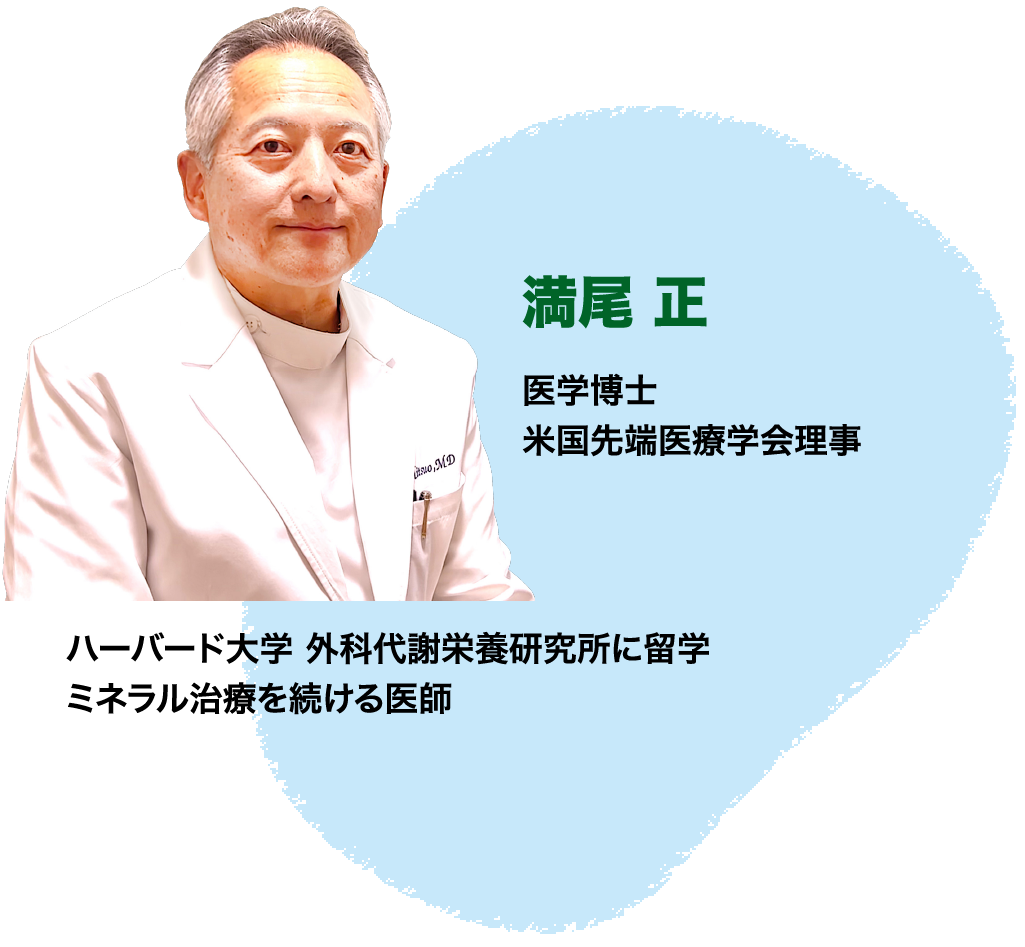 満尾 正
医学博士
米国先端医療学会理事
MD
ハーバード大学 外科代謝栄養研究所に留学
ミネラル治療を続ける医師